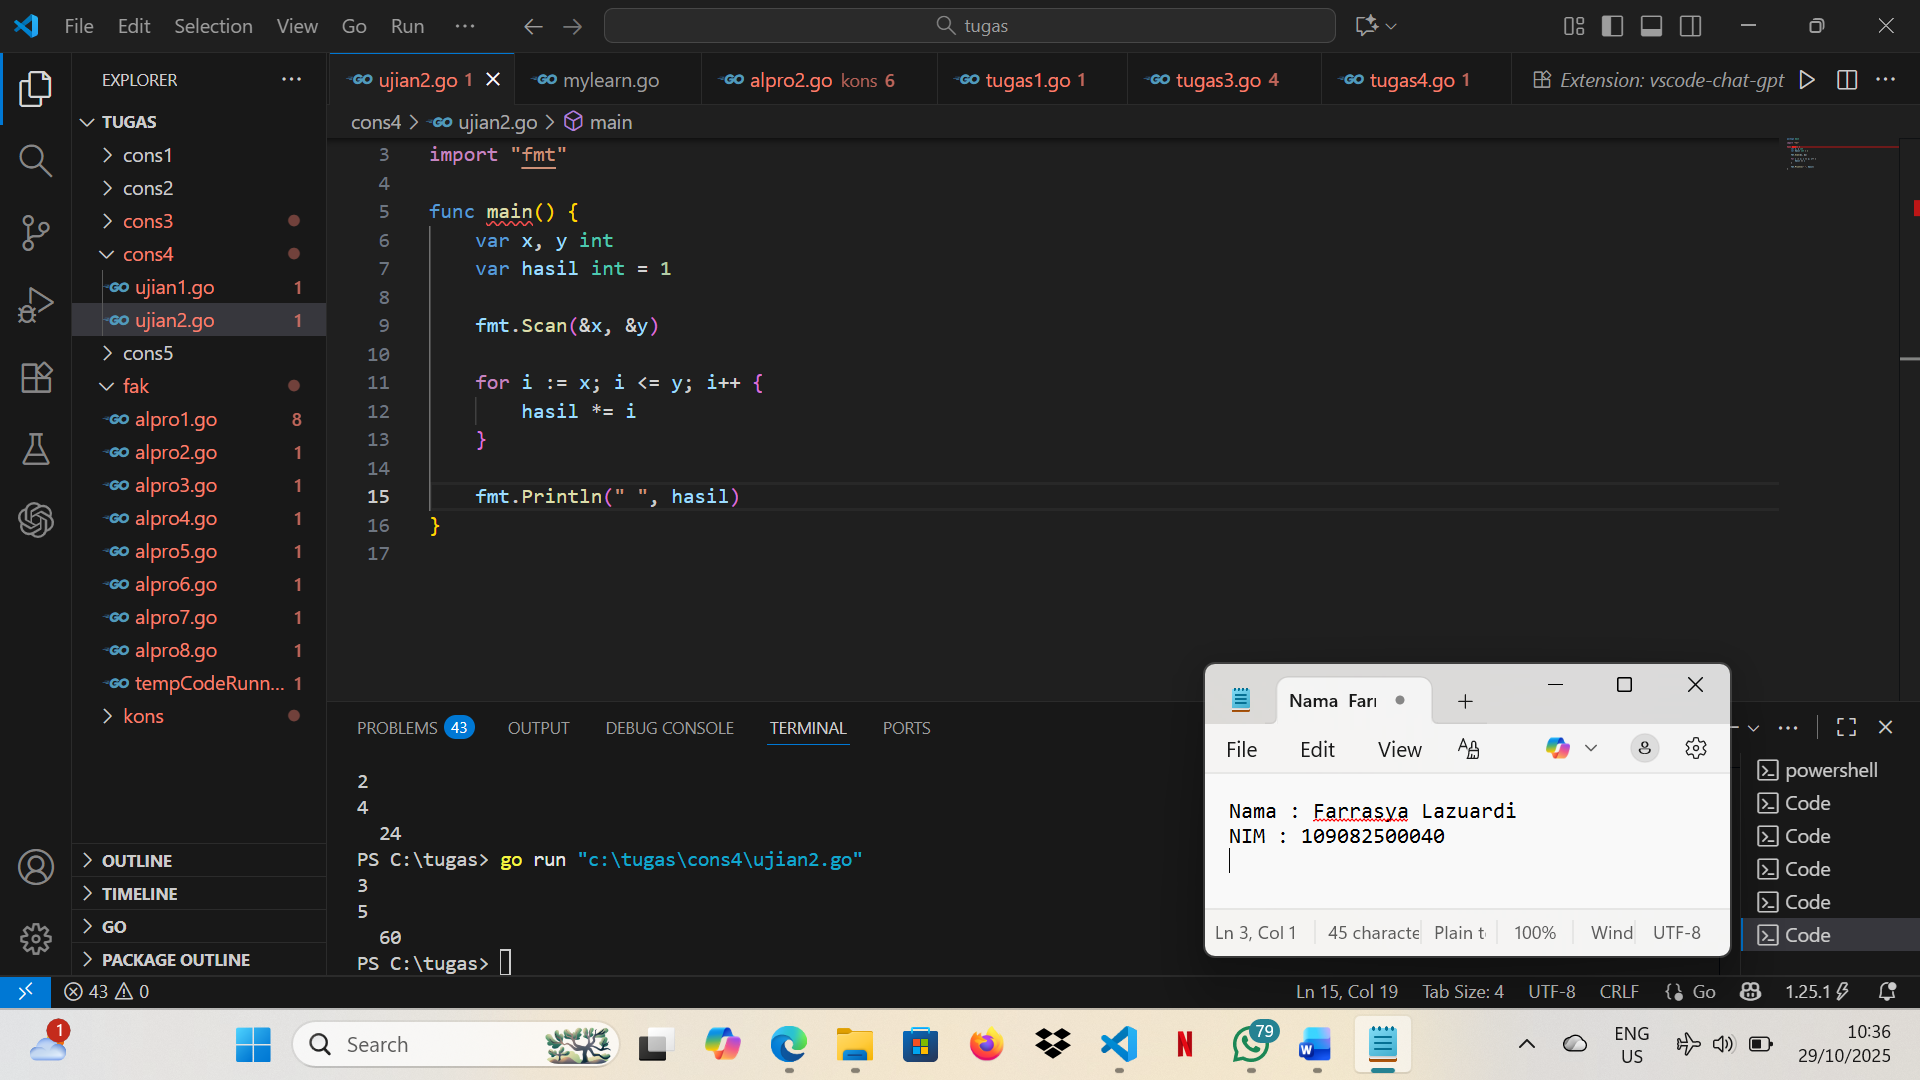 File Edit Selection View Go Run ··· tugas
EXPLORER ···
ujian2.go 1 mylearn.go alpro2.go kons 6 tugas1.go 1 tugas3.go 4 tugas4.go 1 Extension: vscode-chat-gpt ···
cons4 > ujian2.go > main
TUGAS
cons1
cons2
cons3
cons4
ujian1.go 1
ujian2.go 1
cons5
fak
alpro1.go 8
alpro2.go 1
alpro3.go 1
alpro4.go 1
alpro5.go 1
alpro6.go 1
alpro7.go 1
alpro8.go 1
tempCodeRunn... 1
kons
OUTLINE
TIMELINE
GO
PACKAGE OUTLINE
3 import "fmt"
4
5 func main() {
6 var x, y int
7 var hasil int = 1
8
9 fmt.Scan(&x, &y)
10
11 for i := x; i <= y; i++ {
12 hasil *= i
13 }
14
15 fmt.Println(" ", hasil)
16 }
17
PROBLEMS 43 OUTPUT DEBUG CONSOLE TERMINAL PORTS
2
4
24
PS C:\tugas> go run "c:\tugas\cons4\ujian2.go"
3
5
60
PS C:\tugas>
powershell
Code
Code
Code
Code
Code
Nama Farr
File Edit View
Nama : Farrasya Lazuardi
NIM : 109082500040
Ln 3, Col 1 45 characte Plain t 100% Wind UTF-8
43 0 Ln 15, Col 19 Tab Size: 4 UTF-8 CRLF {} Go 1.25.1
1 Search 79 ENG US 10:36
29/10/2025